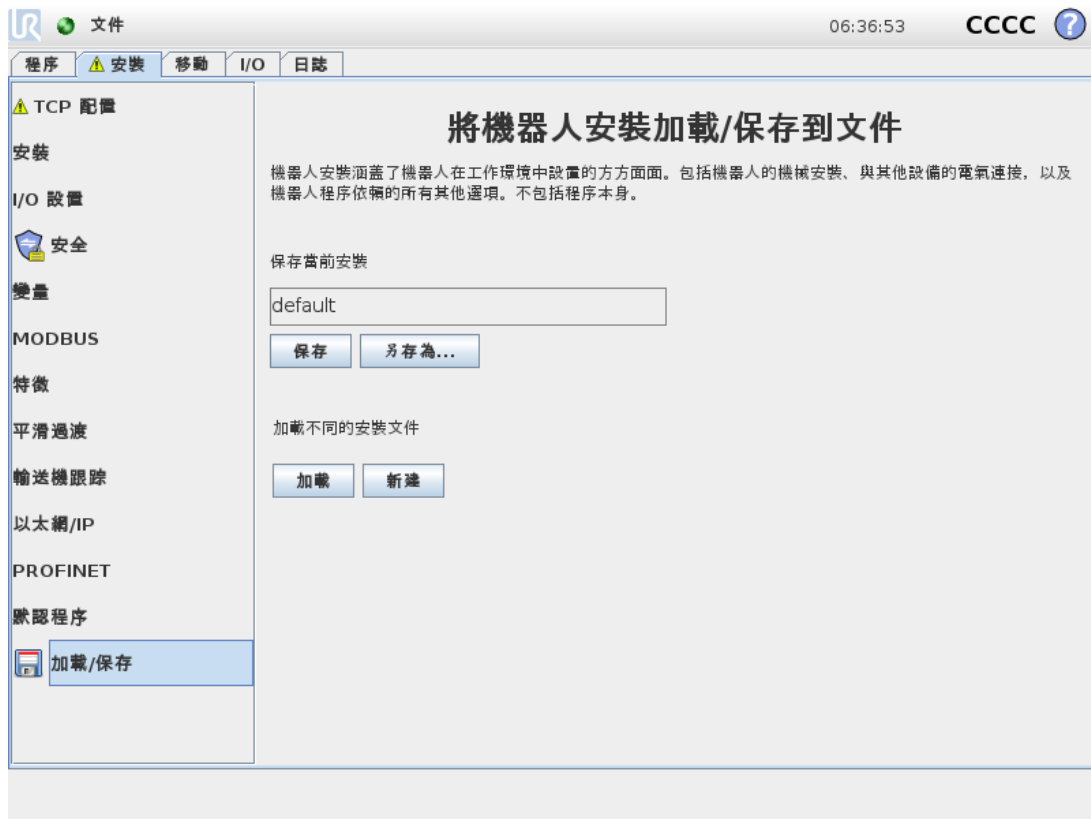 UR 文件 06:36:53 CCCC ?
程序 安裝 移動 I/O 日誌
TCP 配置
安裝
I/O 設置
安全
變量
MODBUS
特徵
平滑過渡
輸送機跟踪
以太網/IP
PROFINET
默認程序
加載/保存
將機器人安裝加載/保存到文件
機器人安裝涵蓋了機器人在工作環境中設置的方方面面。包括機器人的機械安裝、與其他設備的電氣連接，以及
機器人程序依賴的所有其他選項。不包括程序本身。
保存當前安裝
default
保存 另存為...
加載不同的安裝文件
加載 新建